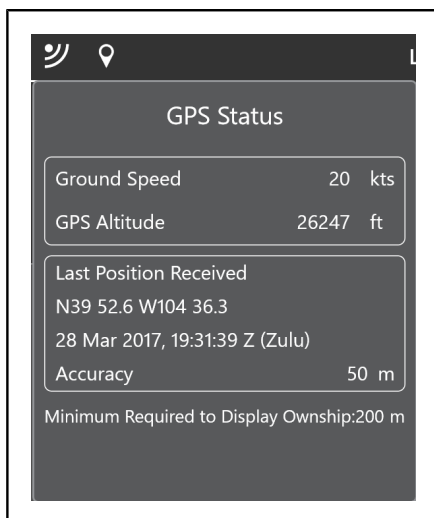 GPS Status
Ground Speed 20 kts
GPS Altitude 26247 ft
Last Position Received
N39 52.6 W104 36.3
28 Mar 2017, 19:31:39 Z (Zulu)
Accuracy 50 m
Minimum Required to Display Ownship:200 m